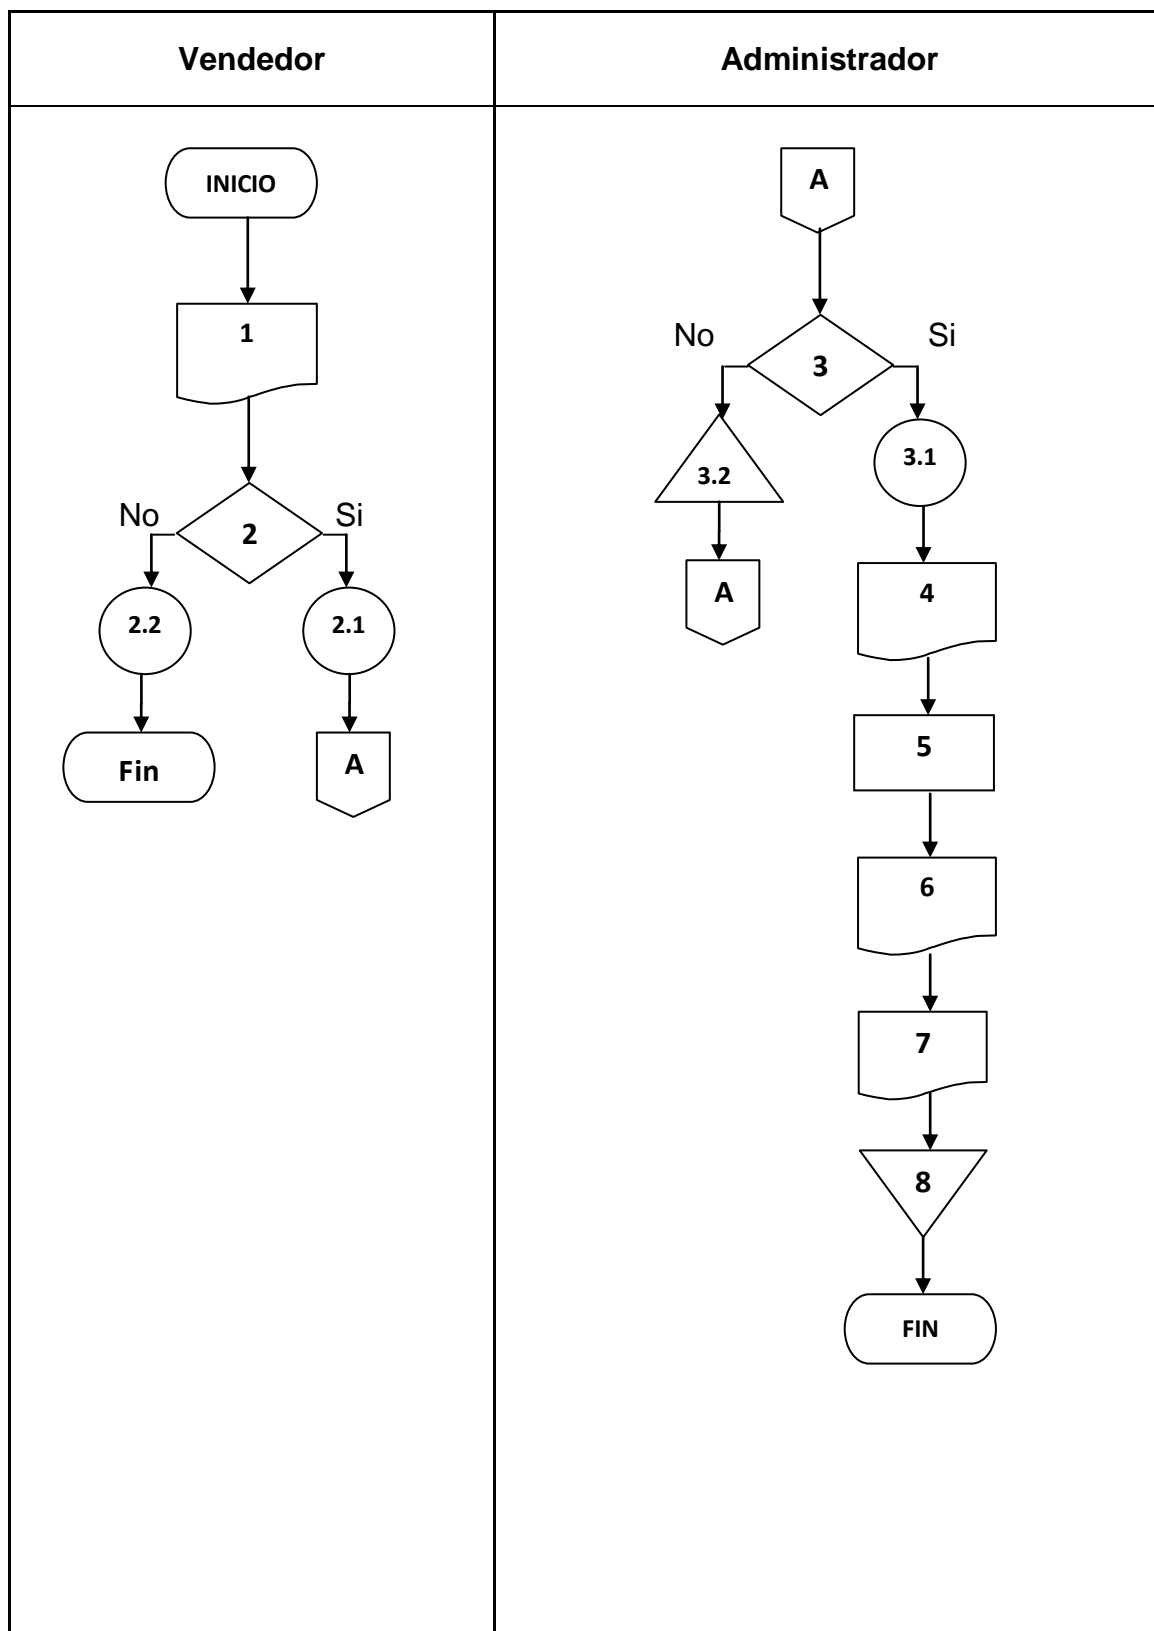 Vendedor
Administrador
INICIO
1
No
Si
2
2.2
2.1
Fin
A
A
No
Si
3
3.2
3.1
A
4
5
6
7
8
FIN